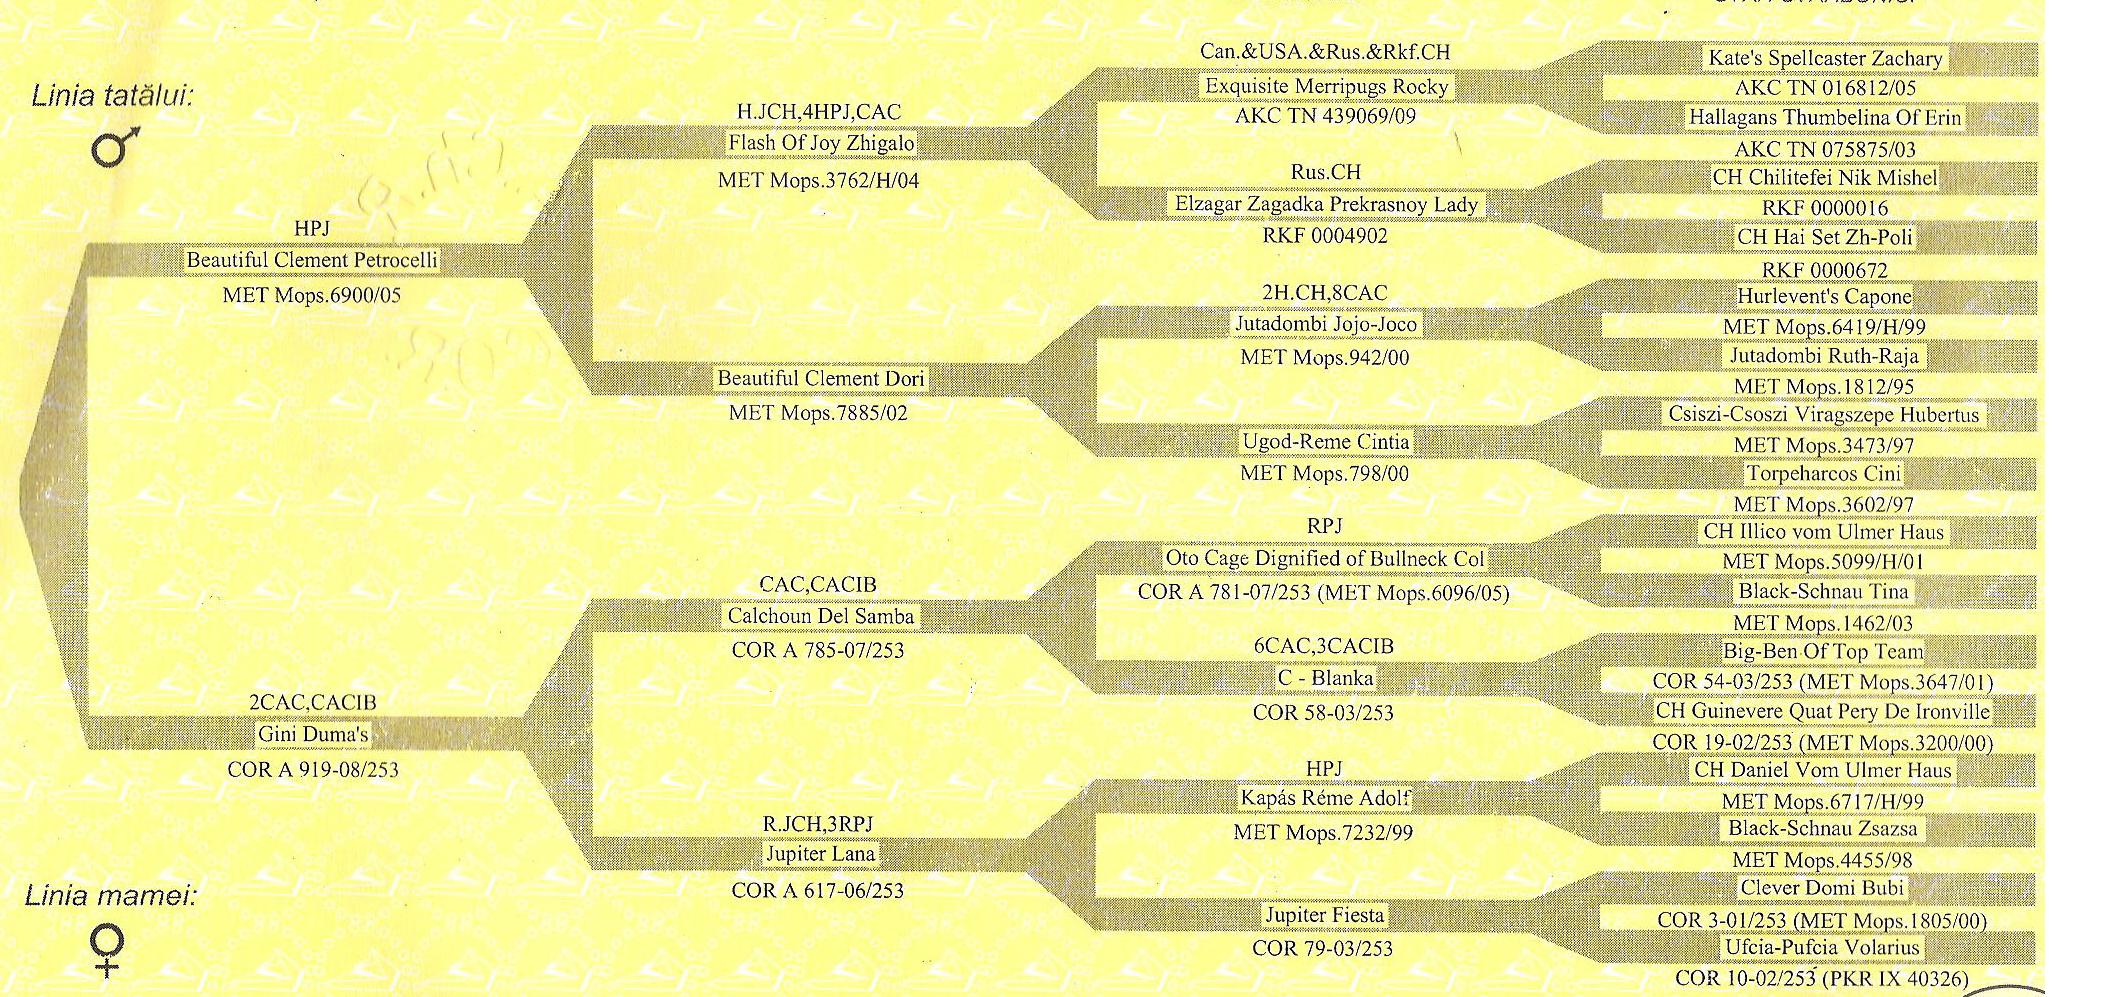 Linia tatălui:
HPJ
Beautiful Clement Petrocelli
MET Mops.6900/05
2CAC,CACIB
Gini Duma's
COR A 919-08/253
Linia mamei:
H.JCH,4HPJ,CAC
Flash Of Joy Zhigalo
MET Mops.3762/H/04
Beautiful Clement Dori
MET Mops.7885/02
CAC,CACIB
Calchoun Del Samba
COR A 785-07/253
R.JCH,3RPJ
Jupiter Lana
COR A 617-06/253
Can.&USA.&Rus.&Rkf.CH
Exquisite Merripugs Rocky
AKC TN 439069/09
Rus.CH
Elzagar Zagadka Prekrasnoy Lady
RKF 0004902
2H.CH,8CAC
Jutadombi Jojo-Joco
MET Mops.942/00
Ugod-Reme Cintia
MET Mops.798/00
RPJ
Oto Cage Dignified of Bullneck Col
COR A 781-07/253 (MET Mops.6096/05)
6CAC,3CACIB
C - Blanka
COR 58-03/253
HPJ
Kapás Réme Adolf
MET Mops.7232/99
Jupiter Fiesta
COR 79-03/253
Kate's Spellcaster Zachary
AKC TN 016812/05
Hallagans Thumbelina Of Erin
AKC TN 075875/03
CH Chilitefei Nik Mishel
RKF 0000016
CH Hai Set Zh-Poli
RKF 0000672
Hurlevent's Capone
MET Mops.6419/H/99
Jutadombi Ruth-Raja
MET Mops.1812/95
Csiszi-Csoszi Viragszepe Hubertus
MET Mops.3473/97
Torpeharcos Cini
MET Mops.3602/97
CH Illico vom Ulmer Haus
MET Mops.5099/H/01
Black-Schnau Tina
MET Mops.1462/03
Big-Ben Of Top Team
COR 54-03/253 (MET Mops.3647/01)
CH Guinevere Quat Pery De Ironville
COR 19-02/253 (MET Mops.3200/00)
CH Daniel Vom Ulmer Haus
MET Mops.6717/H/99
Black-Schnau Zsazsa
MET Mops.4455/98
Clever Domi Bubi
COR 3-01/253 (MET Mops.1805/00)
Ufcia-Pufcia Volarius
COR 10-02/253 (PKR IX 40326)